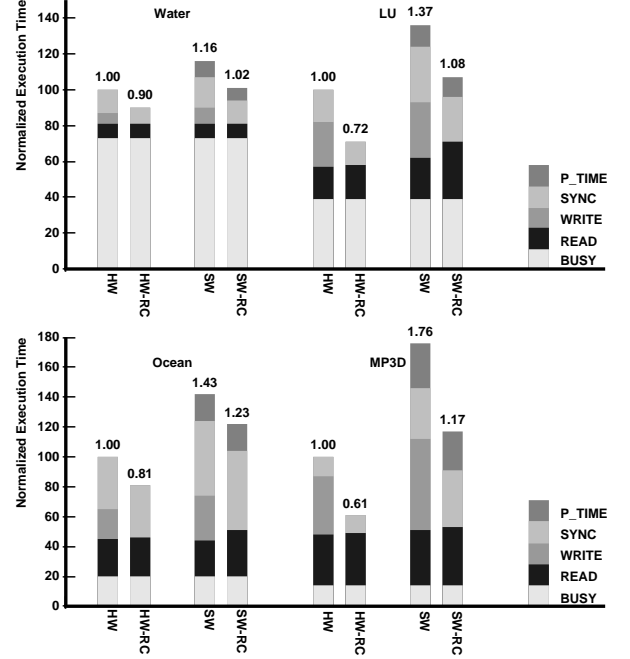 Normalized Execution Time
140
120
100
80
60
40
20
0
Water
LU
1.00
0.90
1.16
1.02
1.00
0.72
1.37
1.08
HW
HW-RC
SW
SW-RC
HW
HW-RC
SW
SW-RC
P_TIME
SYNC
WRITE
READ
BUSY
Normalized Execution Time
180
160
140
120
100
80
60
40
20
0
Ocean
MP3D
1.00
0.81
1.43
1.23
1.00
0.61
1.76
1.17
HW
HW-RC
SW
SW-RC
HW
HW-RC
SW
SW-RC
P_TIME
SYNC
WRITE
READ
BUSY